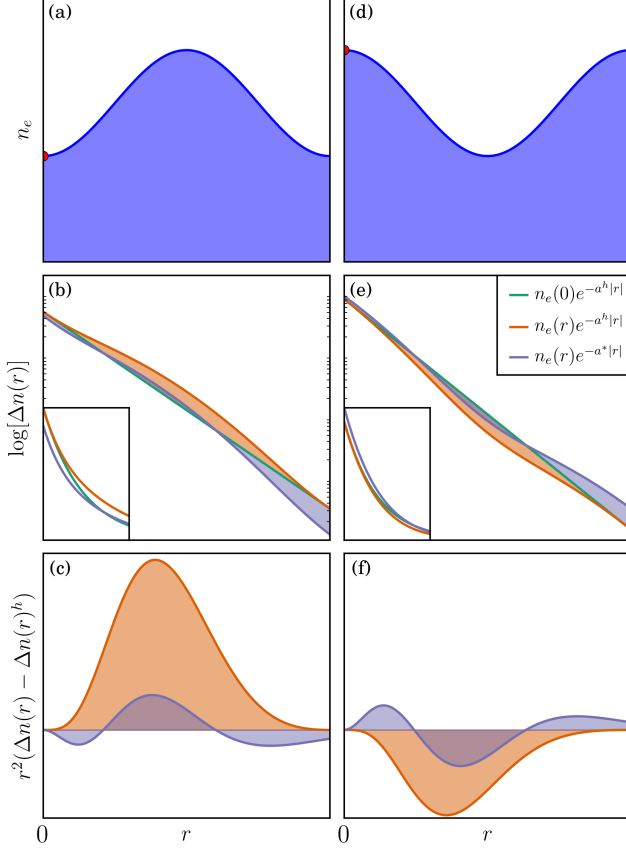 (a)
(d)
n_e
(b)
(e)
n_e(0)e^{-a^h|r|}
n_e(r)e^{-a^h|r|}
n_e(r)e^{-a^*|r|}
log[Δn(r)]
(c)
(f)
r^2(Δn(r) − Δn(r)^h)
0
r
0
r